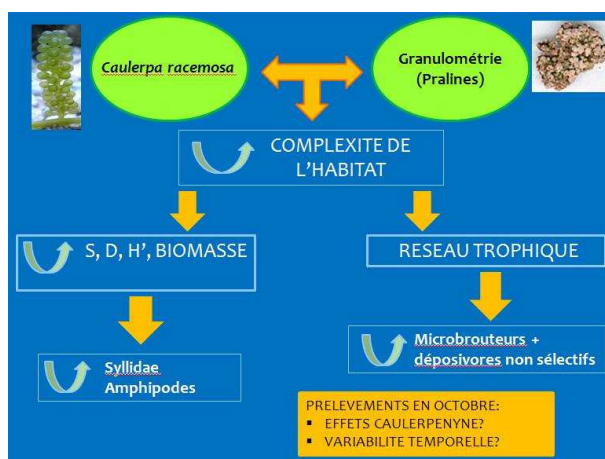 Caulerpa racemosa
Granulométrie
(Pralines)
COMPLEXITE DE
L'HABITAT
S, D, H', BIOMASSE
RESEAU TROPHIQUE
Syllidae
Amphipodes
Microbrouteurs +
déposivores non sélectifs
PRELEVEMENTS EN OCTOBRE:
▪ EFFETS CAULERPENYNE?
▪ VARIABILITE TEMPORELLE?